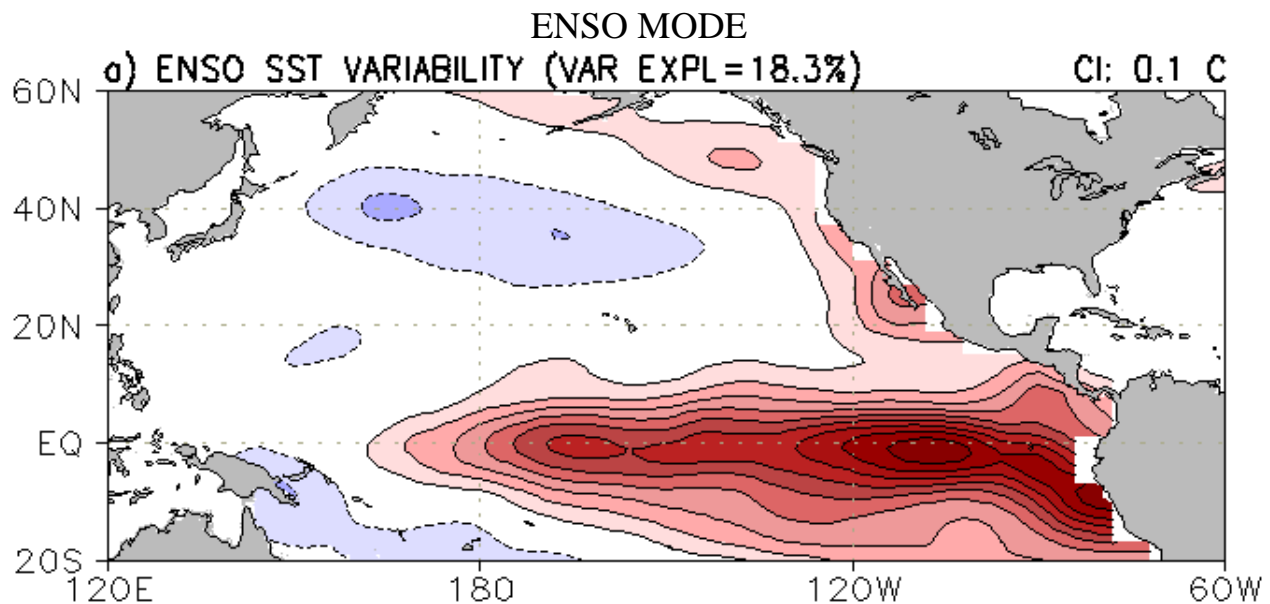 ENSO MODE
a) ENSO SST VARIABILITY (VAR EXPL=18.3%) CI: 0.1 C
60N
40N
20N
EQ
20S
120E 180 120W 60W